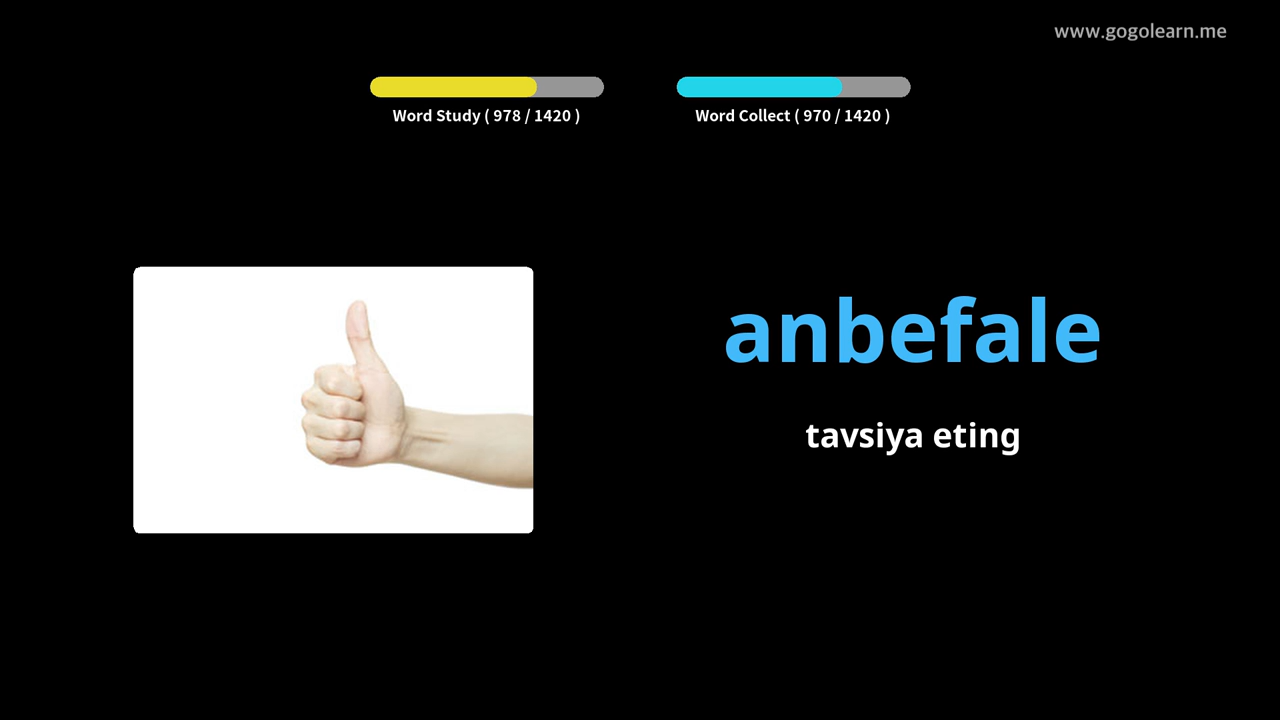 www.gogolearn.me
Word Study ( 978 / 1420 )
Word Collect ( 970 / 1420 )
anbefale
tavsiya eting